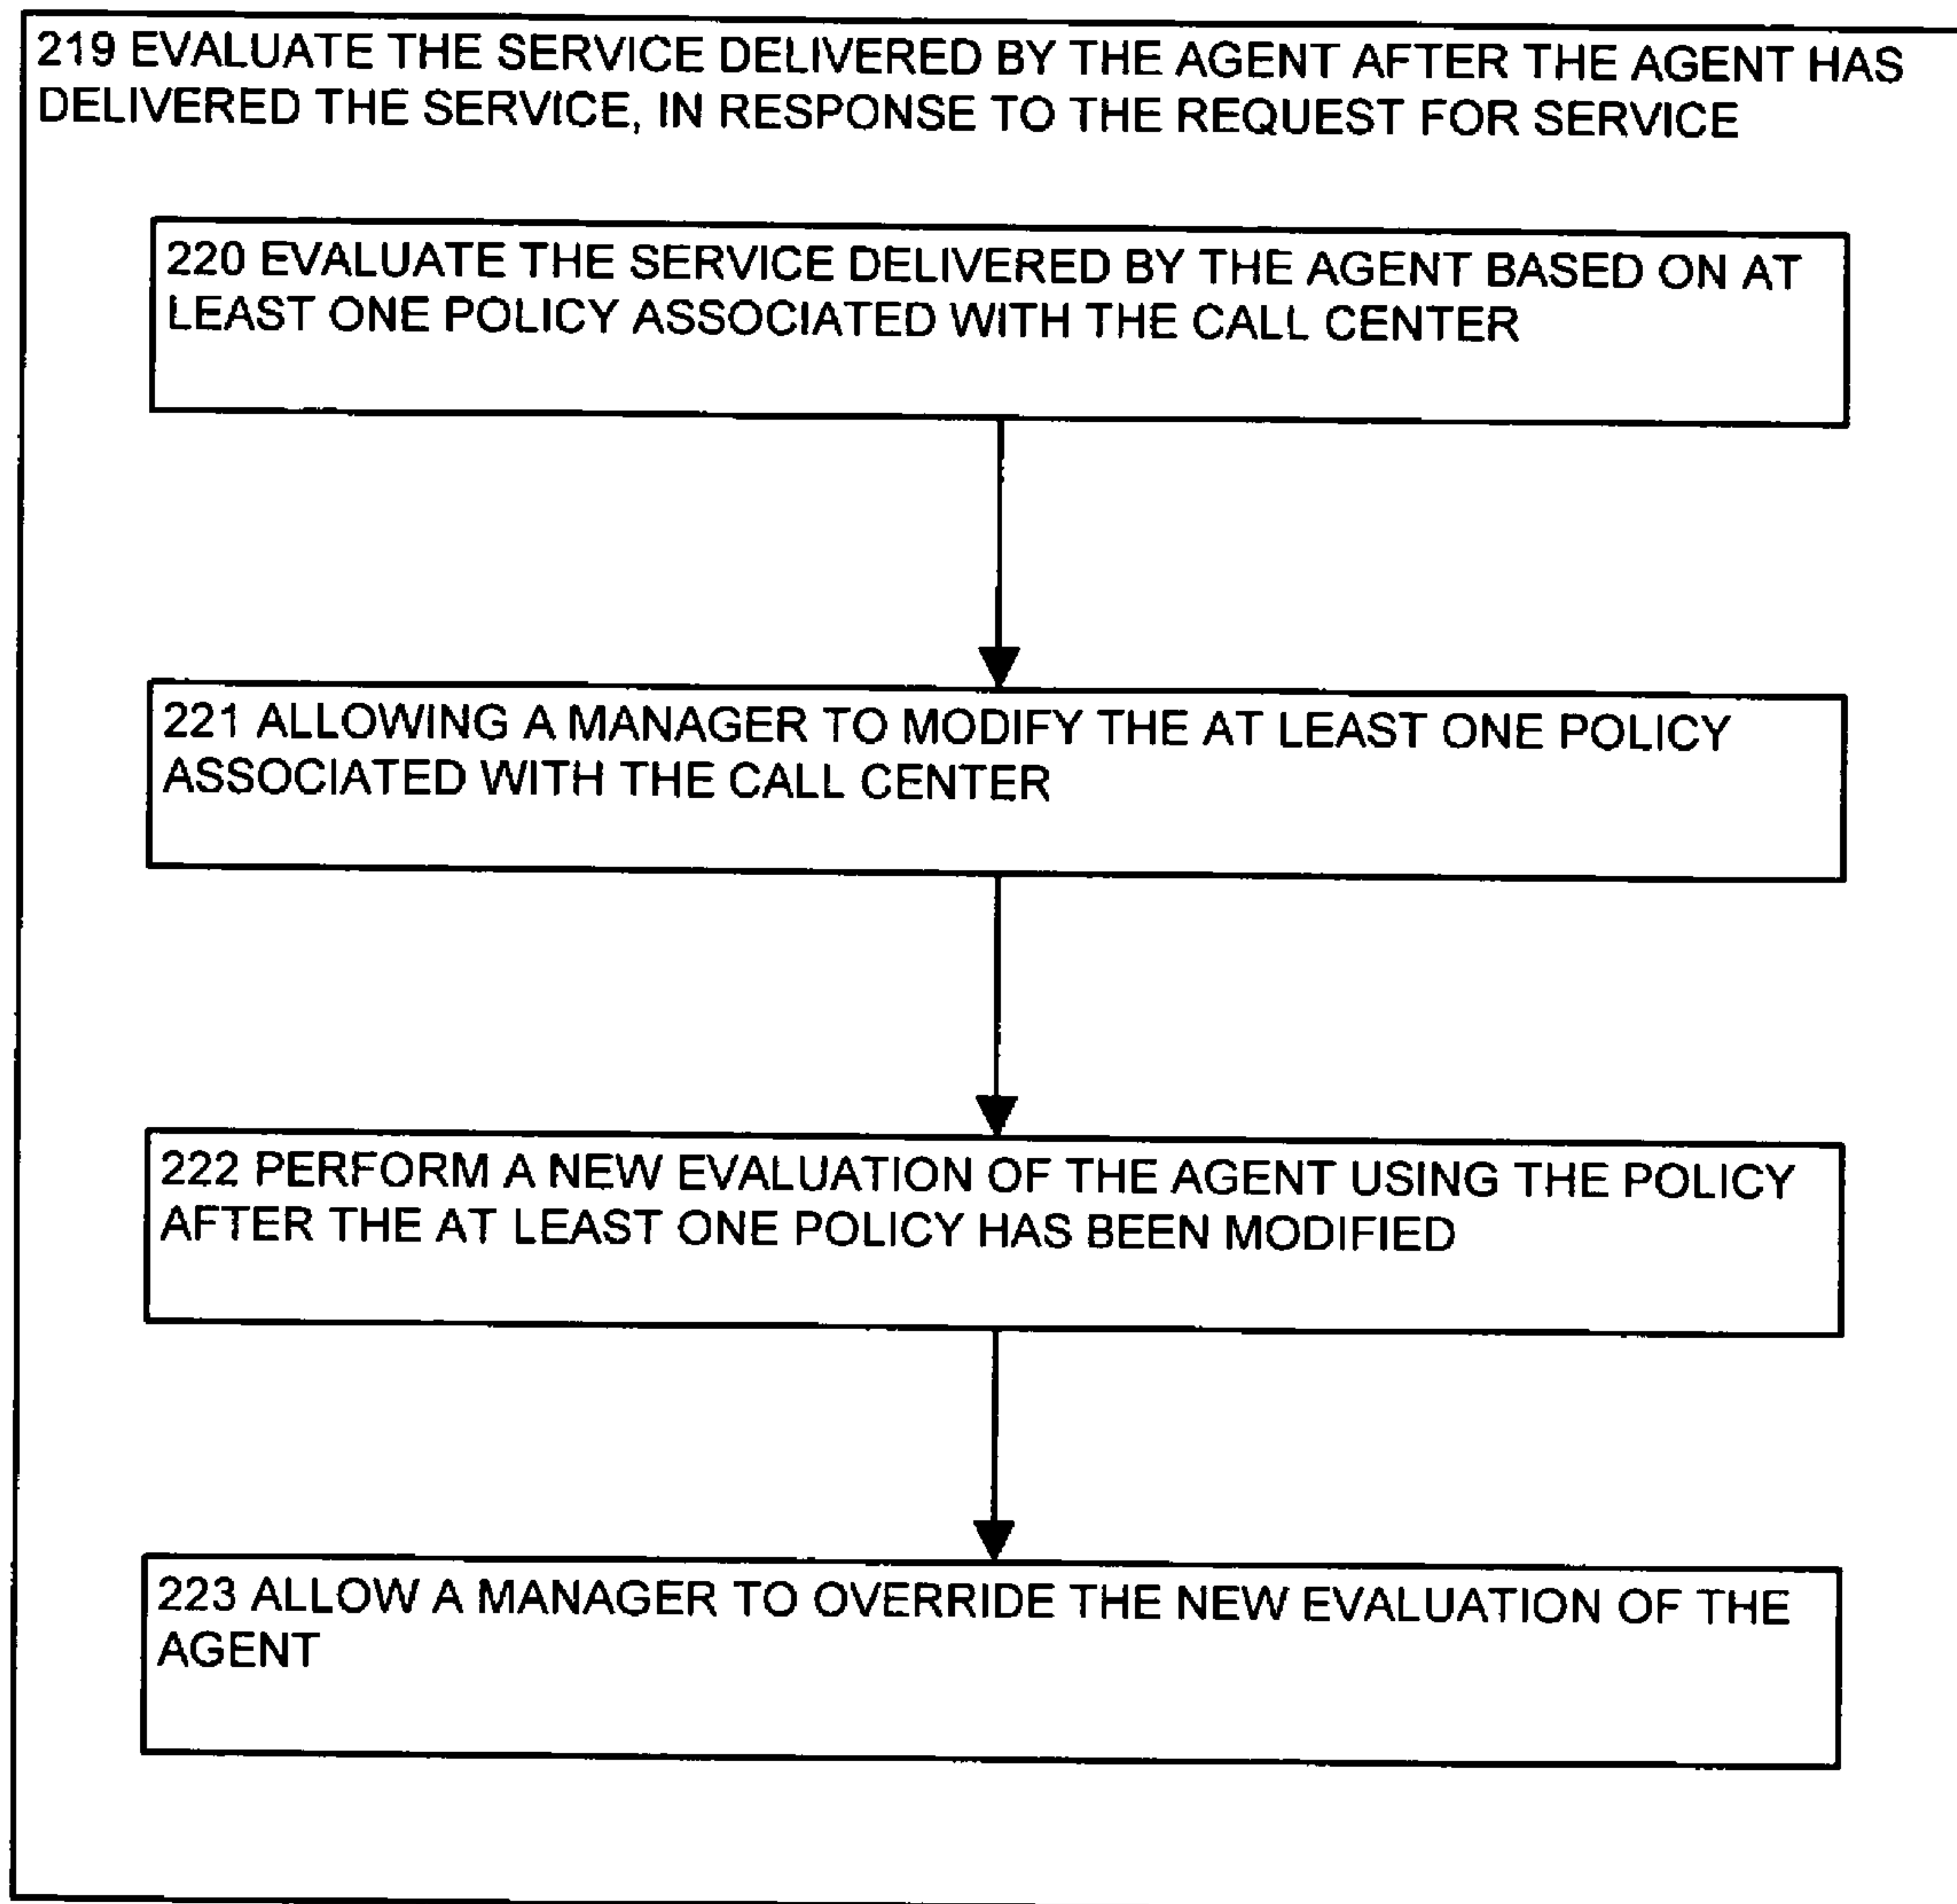 219 EVALUATE THE SERVICE DELIVERED BY THE AGENT AFTER THE AGENT HAS
DELIVERED THE SERVICE, IN RESPONSE TO THE REQUEST FOR SERVICE
220 EVALUATE THE SERVICE DELIVERED BY THE AGENT BASED ON AT
LEAST ONE POLICY ASSOCIATED WITH THE CALL CENTER
221 ALLOWING A MANAGER TO MODIFY THE AT LEAST ONE POLICY
ASSOCIATED WITH THE CALL CENTER
222 PERFORM A NEW EVALUATION OF THE AGENT USING THE POLICY
AFTER THE AT LEAST ONE POLICY HAS BEEN MODIFIED
223 ALLOW A MANAGER TO OVERRIDE THE NEW EVALUATION OF THE
AGENT